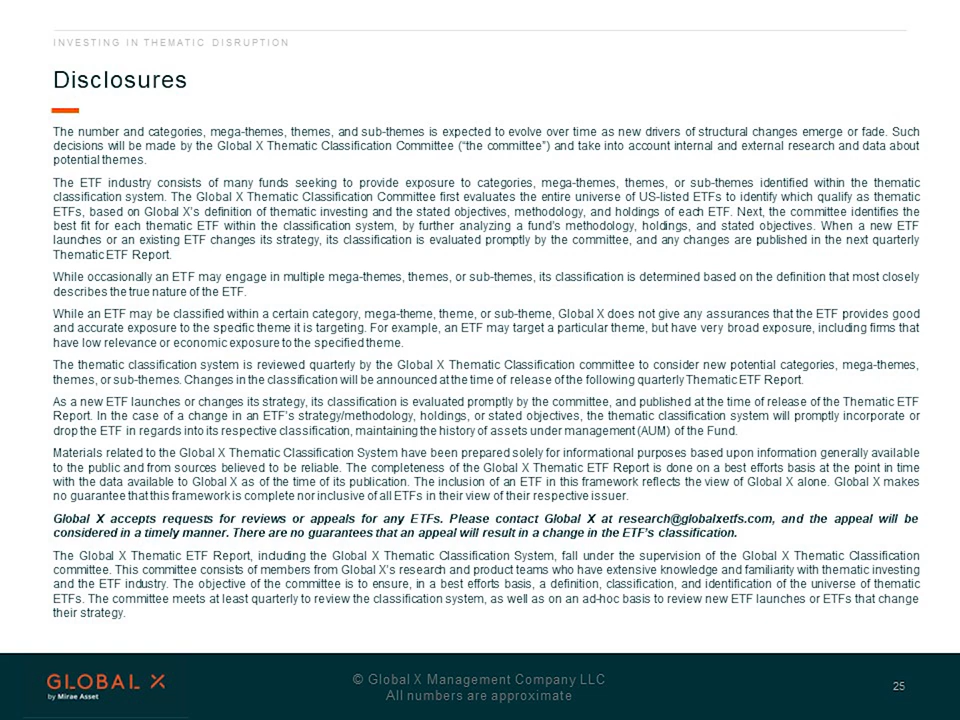 INVESTING IN THEMATIC DISRUPTION
Disclosures
The number and categories, mega-themes, themes, and sub-themes is expected to evolve over time as new drivers of structural changes emerge or fade. Such
decisions will be made by the Global X Thematic Classification Committee (“the committee”) and take into account internal and external research and data about
potential themes.
The ETF industry consists of many funds seeking to provide exposure to categories, mega-themes, themes, or sub-themes identified within the thematic
classification system. The Global X Thematic Classification Committee first evaluates the entire universe of US-listed ETFs to identify which qualify as thematic
ETFs, based on Global X’s definition of thematic investing and the stated objectives, methodology, and holdings of each ETF. Next, the committee identifies the
best fit for each thematic ETF within the classification system, by further analyzing a fund’s methodology, holdings, and stated objectives. When a new ETF
launches or an existing ETF changes its strategy, its classification is evaluated promptly by the committee, and any changes are published in the next quarterly
Thematic ETF Report.
While occasionally an ETF may engage in multiple mega-themes, themes, or sub-themes, its classification is determined based on the definition that most closely
describes the true nature of the ETF.
While an ETF may be classified within a certain category, mega-theme, theme, or sub-theme, Global X does not give any assurances that the ETF provides good
and accurate exposure to the specific theme it is targeting. For example, an ETF may target a particular theme, but have very broad exposure, including firms that
have low relevance or economic exposure to the specified theme.
The thematic classification system is reviewed quarterly by the Global X Thematic Classification committee to consider new potential categories, mega-themes,
themes, or sub-themes. Changes in the classification will be announced at the time of release of the following quarterly Thematic ETF Report.
As a new ETF launches or changes its strategy, its classification is evaluated promptly by the committee, and published at the time of release of the Thematic ETF
Report. In the case of a change in an ETF’s strategy/methodology, holdings, or stated objectives, the thematic classification system will promptly incorporate or
drop the ETF in regards into its respective classification, maintaining the history of assets under management (AUM) of the Fund.
Materials related to the Global X Thematic Classification System have been prepared solely for informational purposes based upon information generally available
to the public and from sources believed to be reliable. The completeness of the Global X Thematic ETF Report is done on a best efforts basis at the point in time
with the data available to Global X as of the time of its publication. The inclusion of an ETF in this framework reflects the view of Global X alone. Global X makes
no guarantee that this framework is complete nor inclusive of all ETFs in their view of their respective issuer.
Global X accepts requests for reviews or appeals for any ETFs. Please contact Global X at research@globalxetfs.com, and the appeal will be
considered in a timely manner. There are no guarantees that an appeal will result in a change in the ETF’s classification.
The Global X Thematic ETF Report, including the Global X Thematic Classification System, fall under the supervision of the Global X Thematic Classification
committee. This committee consists of members from Global X’s research and product teams who have extensive knowledge and familiarity with thematic investing
and the ETF industry. The objective of the committee is to ensure, in a best efforts basis, a definition, classification, and identification of the universe of thematic
ETFs. The committee meets at least quarterly to review the classification system, as well as on an ad-hoc basis to review new ETF launches or ETFs that change
their strategy.
GLOBAL X
by Mirae Asset
© Global X Management Company LLC
All numbers are approximate
25